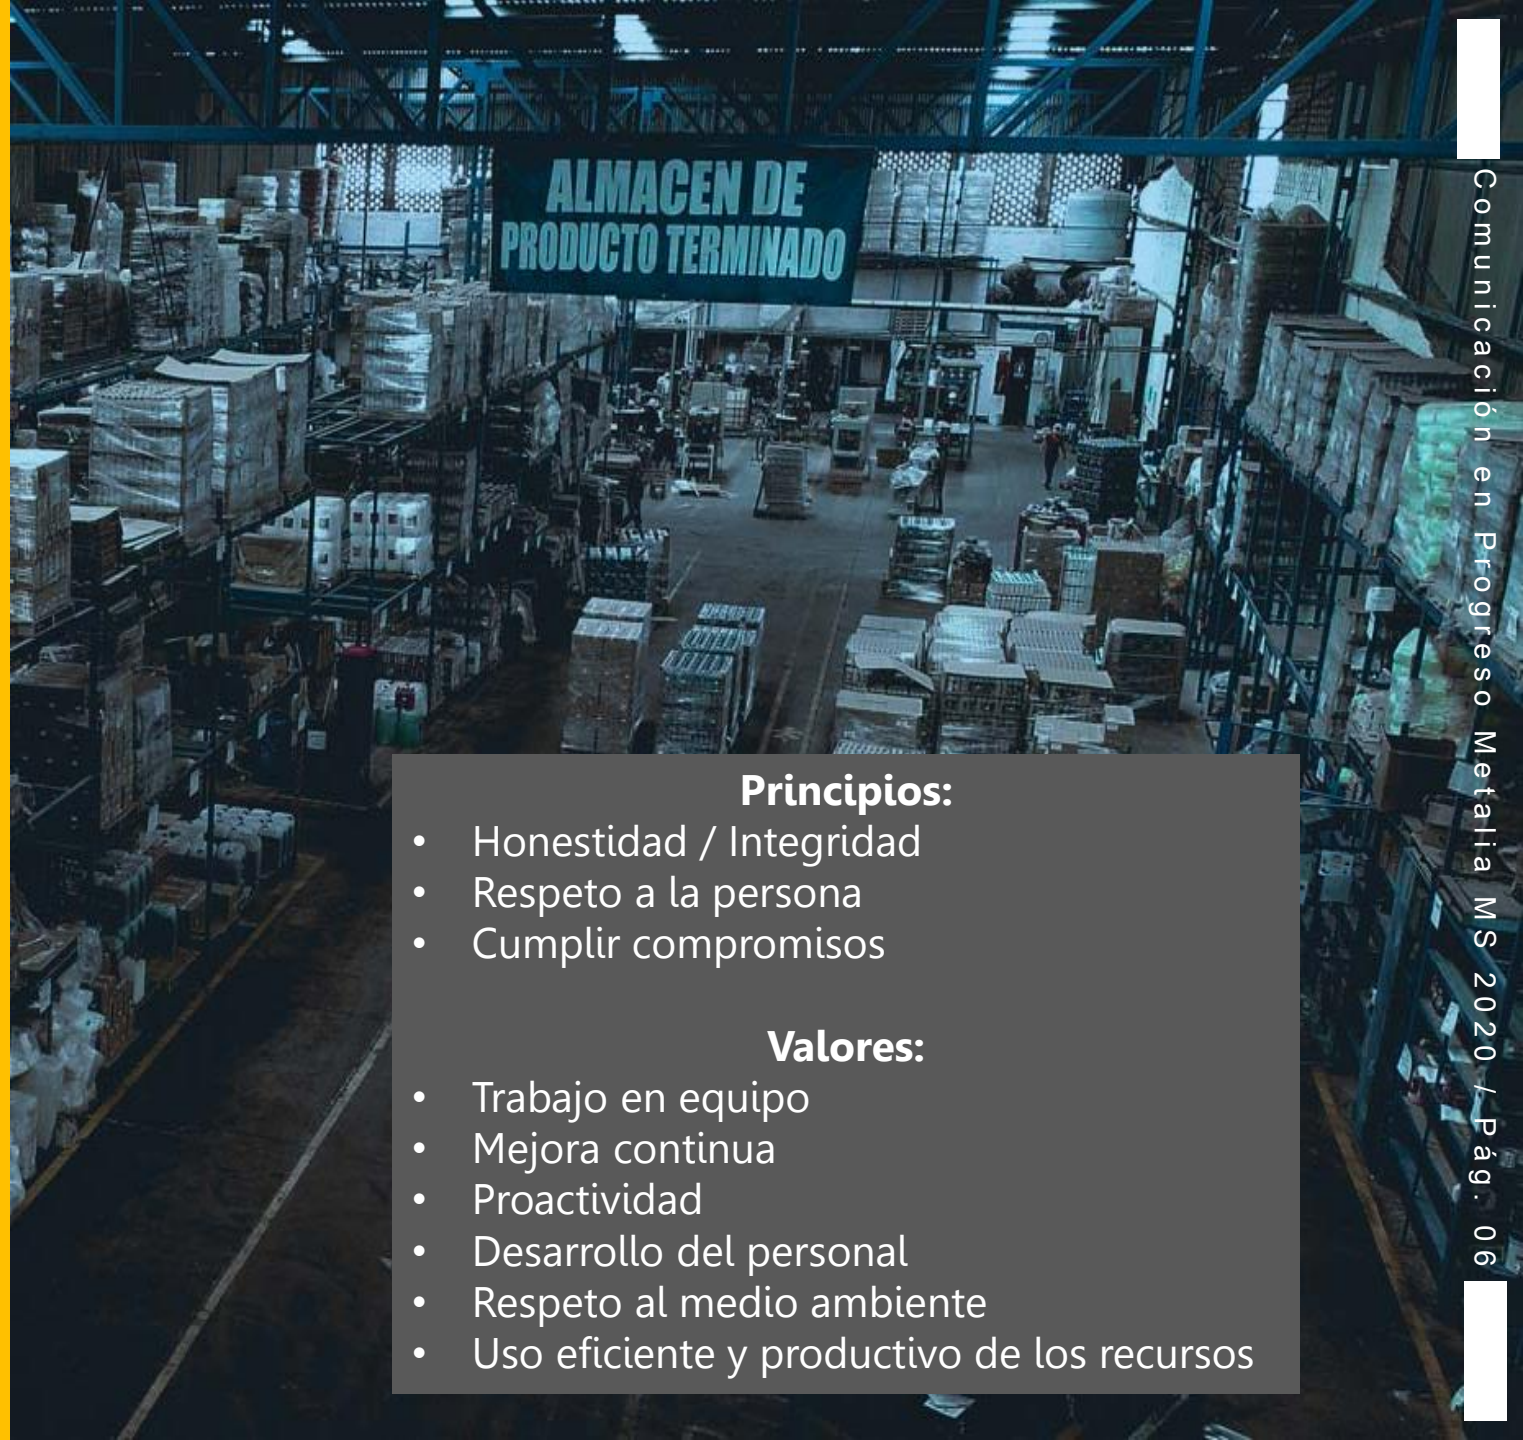 ALMACEN DE
PRODUCTO TERMINADO
Principios:
• Honestidad / Integridad
• Respeto a la persona
• Cumplir compromisos
Valores:
• Trabajo en equipo
• Mejora continua
• Proactividad
• Desarrollo del personal
• Respeto al medio ambiente
• Uso eficiente y productivo de los recursos
Comunicación en Progreso Metalia MS 2020 / Pág. 06